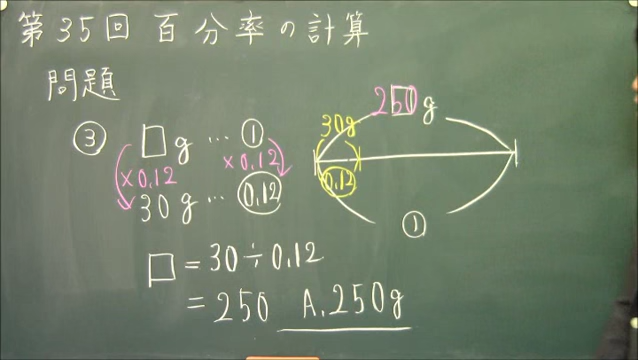 第35回 百分率の計算
問題
③ □g … ①
×0.12 ×0.12
30g … 0.12
□=30÷0.12
=250 A.250g
250g
30g
0.12
①